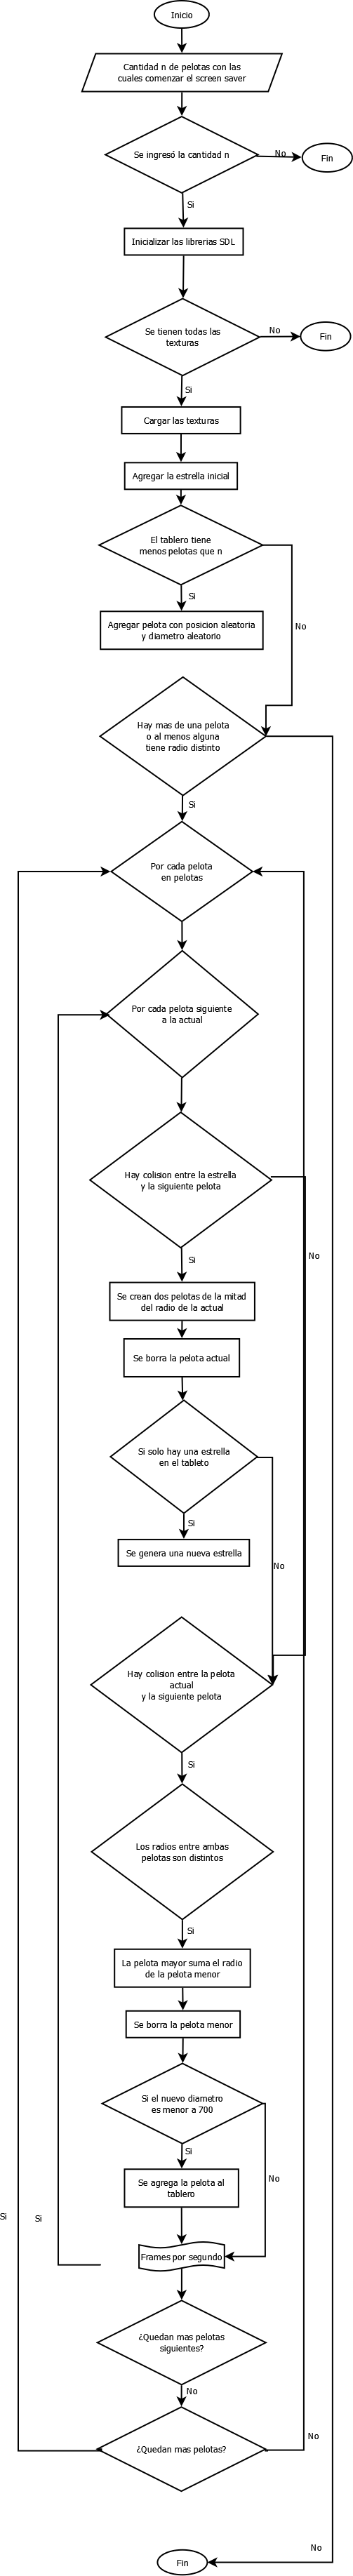 Inicio
Cantidad n de pelotas con las
cuales comenzar el screen saver
Se ingresó la cantidad n
No
Fin
Si
Inicializar las librerias SDL
Se tienen todas las
texturas
No
Fin
Si
Cargar las texturas
Agregar la estrella inicial
El tablero tiene
menos pelotas que n
Si
No
Agregar pelota con posicion aleatoria
y diametro aleatorio
Hay mas de una pelota
o al menos alguna
tiene radio distinto
Si
Por cada pelota
en pelotas
Por cada pelota siguiente
a la actual
Hay colision entre la estrella
y la siguiente pelota
No
Si
Se crean dos pelotas de la mitad
del radio de la actual
Se borra la pelota actual
Si solo hay una estrella
en el tableto
Si
Se genera una nueva estrella
No
Hay colision entre la pelota
actual
y la siguiente pelota
Si
Los radios entre ambas
pelotas son distintos
Si
La pelota mayor suma el radio
de la pelota menor
Se borra la pelota menor
Si el nuevo diametro
es menor a 700
Si
No
Se agrega la pelota al
tablero
Si
Si
Frames por segundo
¿Quedan mas pelotas
siguientes?
No
¿Quedan mas pelotas?
No
No
Fin